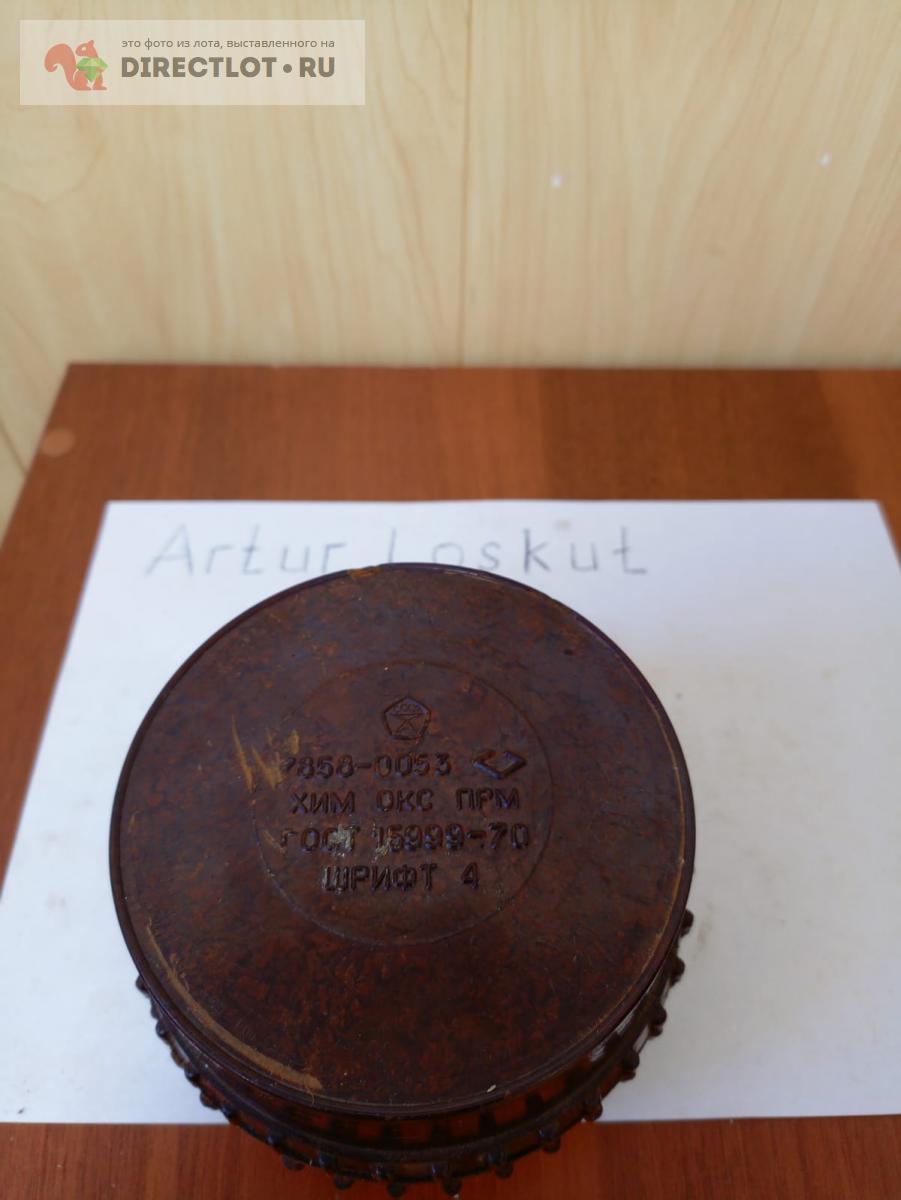 это фото из лота, выставленного на
DIRECTLOT•RU
Artur Loskut
СССР
7858-0053
ХИМ ОКС ПРМ
ГОСТ 15999-70
ШРИФТ 4